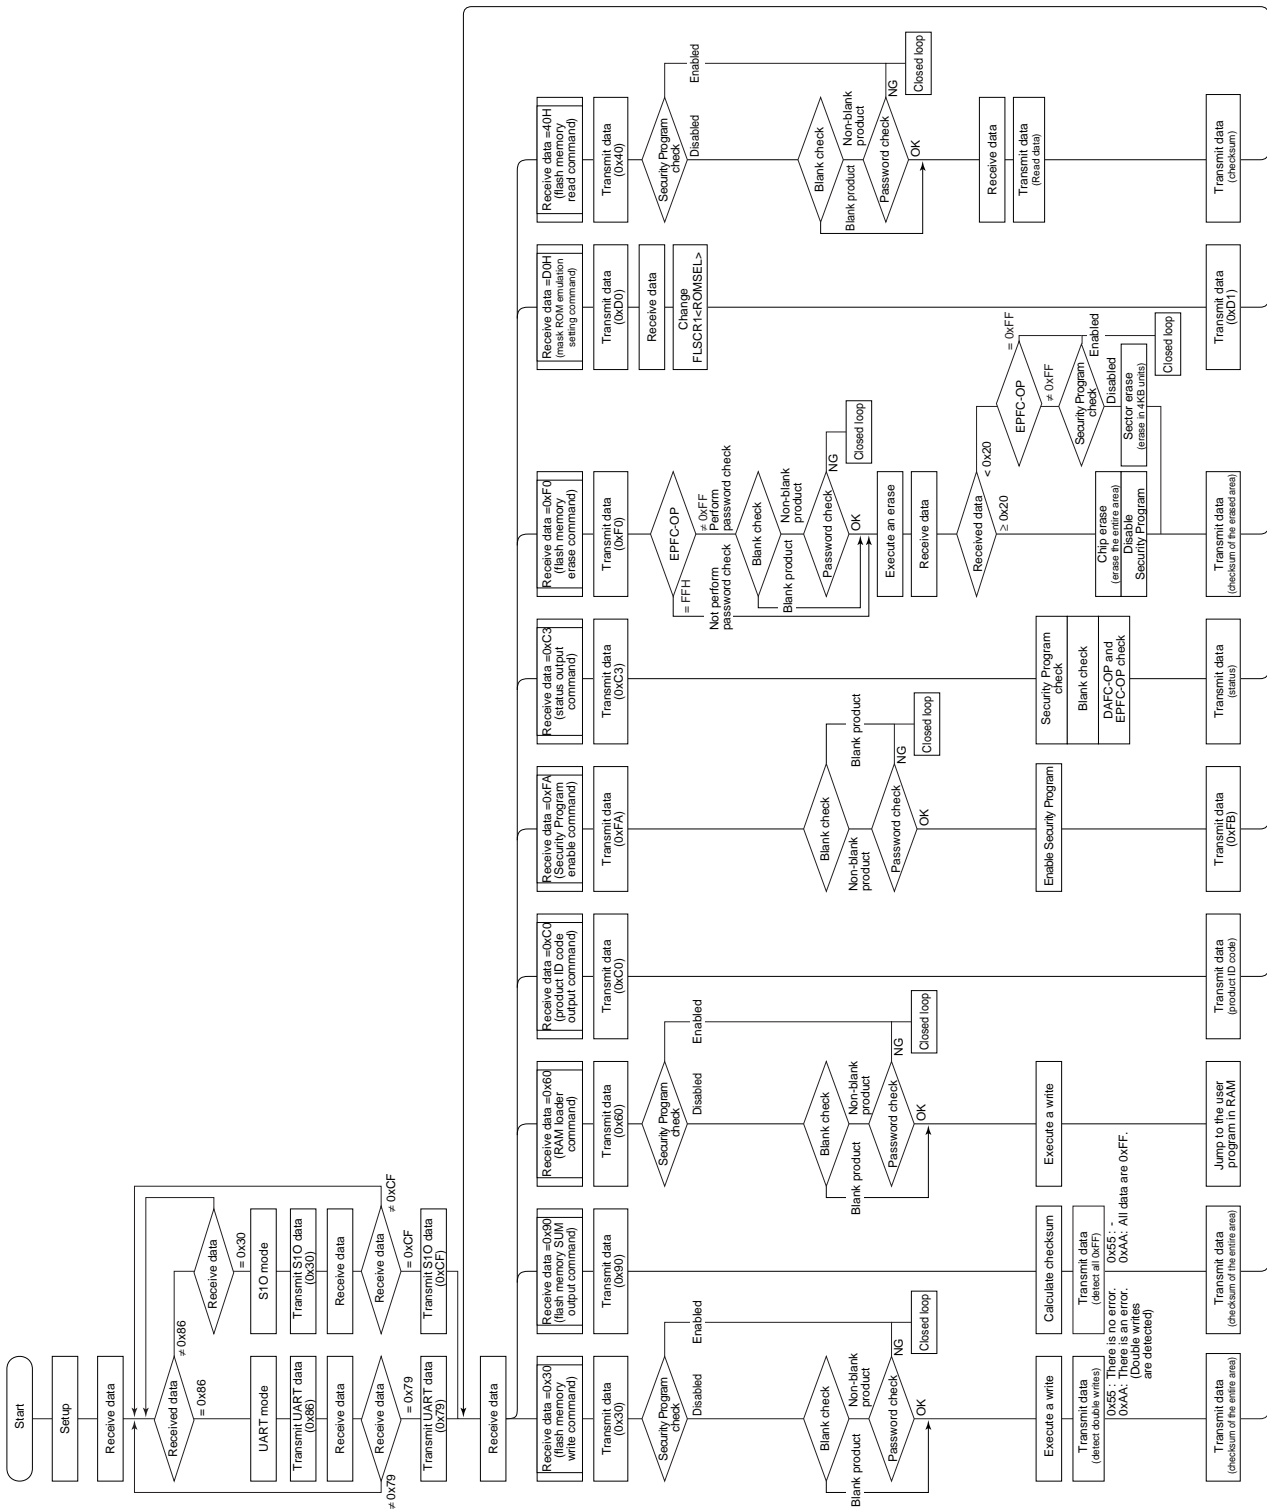 Start
Setup
Receive data
Received data
= 0x86
≠ 0x86
UART mode
Transmit UART data
(0x86)
Receive data
Receive data
= 0x79
≠ 0x79
Transmit UART data
(0x79)
Receive data
= 0x30
S1O mode
Transmit S1O data
(0x30)
Receive data
Receive data
≠ 0xCF
= 0xCF
Transmit S1O data
(0xCF)
Receive data
Receive data =0x30
(flash memory
write command)
Transmit data
(0x30)
Security Program
check
Enabled
Disabled
Blank check
Blank product
Non-blank
product
Password check
NG
OK
Closed loop
Execute a write
Transmit data
(detect double writes)
0x55 : There is no error.
0xAA: There is an error.
(Double writes
are detected)
Transmit data
(checksum of the entire area)
Receive data =0x90
(flash memory SUM
output command)
Transmit data
(0x90)
Calculate checksum
Transmit data
(detect all 0xFF)
0x55 : -
0xAA: All data are 0xFF.
Transmit data
(checksum of the entire area)
Receive data =0x60
(RAM loader
command)
Transmit data
(0x60)
Security Program
check
Enabled
Disabled
Blank check
Blank product
Non-blank
product
Password check
NG
OK
Closed loop
Execute a write
Jump to the user
program in RAM
Receive data =0xC0
(product ID code
output command)
Transmit data
(0xC0)
Transmit data
(product ID code)
Receive data =0xFA
(Security Program
enable command)
Transmit data
(0xFA)
Blank check
Blank product
Non-blank
product
Password check
NG
OK
Closed loop
Enable Security Program
Transmit data
(0xFB)
Receive data =0xC3
(status output
command)
Transmit data
(0xC3)
Security Program
check
Blank check
DAFC-OP and
EPFC-OP check
Transmit data
(status)
Receive data =0xF0
(flash memory
erase command)
Transmit data
(0xF0)
EPFC-OP
= FFH
Not perform
password check
≠ 0xFF
Perform
password check
Blank check
Blank product
Non-blank
product
Password check
NG
OK
Closed loop
Execute an erase
Receive data
Received data
< 0x20
≥ 0x20
EPFC-OP
= 0xFF
≠ 0xFF
Security Program
check
Enabled
Disabled
Closed loop
Chip erase
(erase the entire area)
Disable
Security Program
Sector erase
(erase in 4KB units)
Transmit data
(checksum of the erased area)
Receive data =D0H
(mask ROM emulation
setting command)
Transmit data
(0xD0)
Receive data
Change
FLSCR1<ROMSEL>
Transmit data
(0xD1)
Receive data =40H
(flash memory
read command)
Transmit data
(0x40)
Security Program
check
Enabled
Disabled
Blank check
Blank product
Non-blank
product
Password check
NG
OK
Closed loop
Receive data
Transmit data
(Read data)
Transmit data
(checksum)